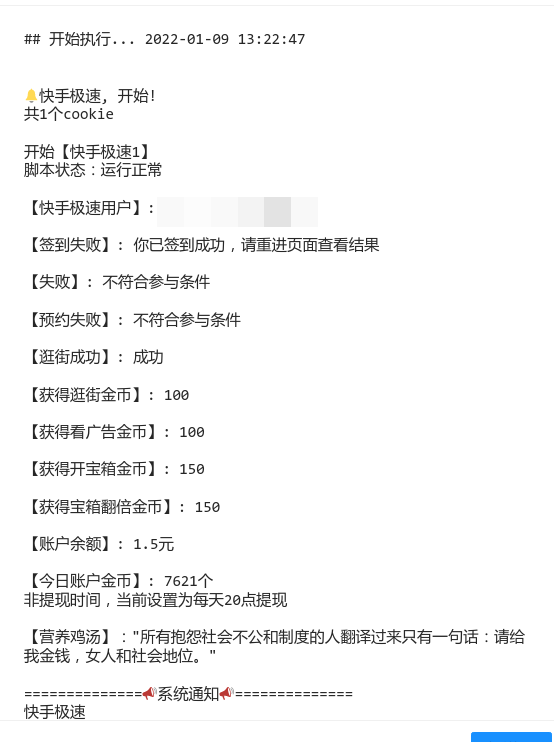 ## 开始执行... 2022-01-09 13:22:47
🔔快手极速, 开始!
共1个cookie
开始【快手极速1】
脚本状态：运行正常
【快手极速用户】:
【签到失败】: 你已签到成功，请重进页面查看结果
【失败】: 不符合参与条件
【预约失败】: 不符合参与条件
【逛街成功】: 成功
【获得逛街金币】: 100
【获得看广告金币】: 100
【获得开宝箱金币】: 150
【获得宝箱翻倍金币】: 150
【账户余额】: 1.5元
【今日账户金币】: 7621个
非提现时间，当前设置为每天20点提现
【营养鸡汤】："所有抱怨社会不公和制度的人翻译过来只有一句话：请给
我金钱，女人和社会地位。"
==============📣系统通知📣==============
快手极速